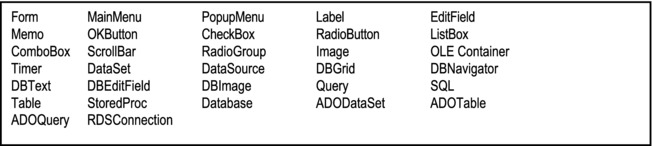 Form MainMenu PopupMenu Label EditField
Memo OKButton CheckBox RadioButton ListBox
ComboBox ScrollBar RadioGroup Image OLE Container
Timer DataSet DataSource DBGrid DBNavigator
DBText DBEditField DBImage Query SQL
Table StoredProc Database ADODataSet ADOTable
ADOQuery RDSConnection